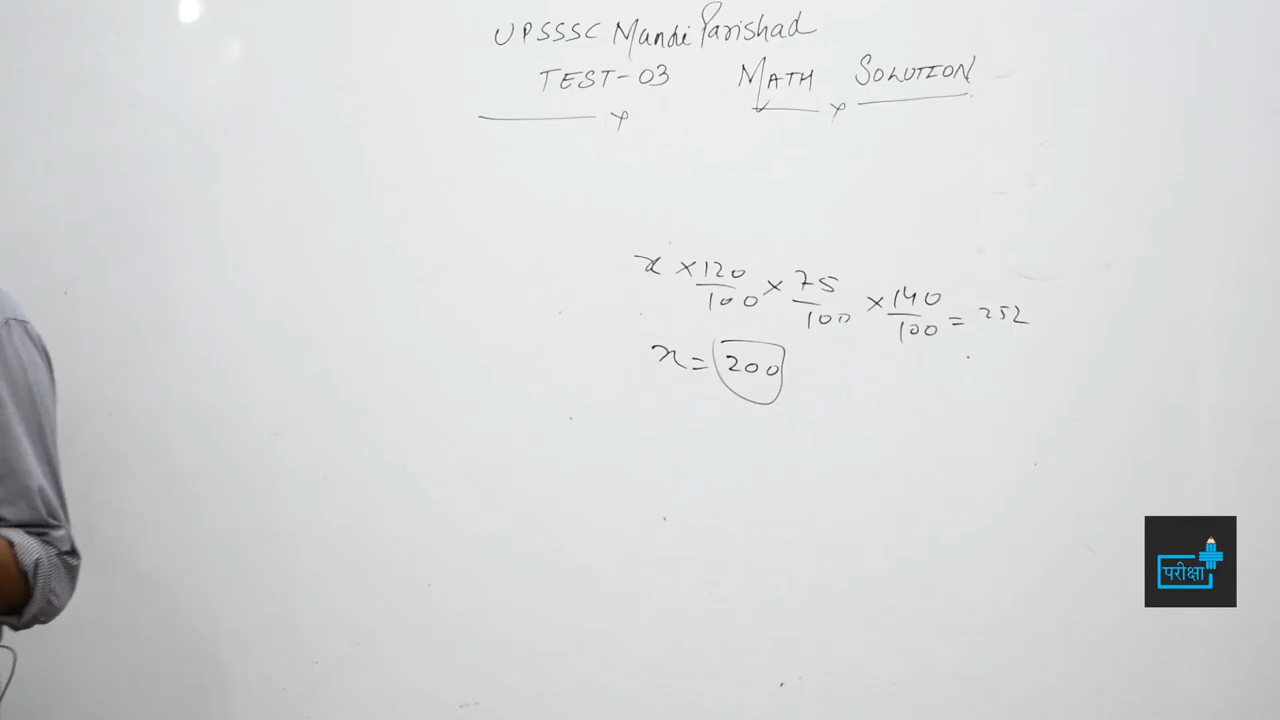 UPSSSC Mandi Parishad
TEST-03 MATH SOLUTION
x × 120/100 × 75/100 × 140/100 = 252
x = 200
परीक्षा